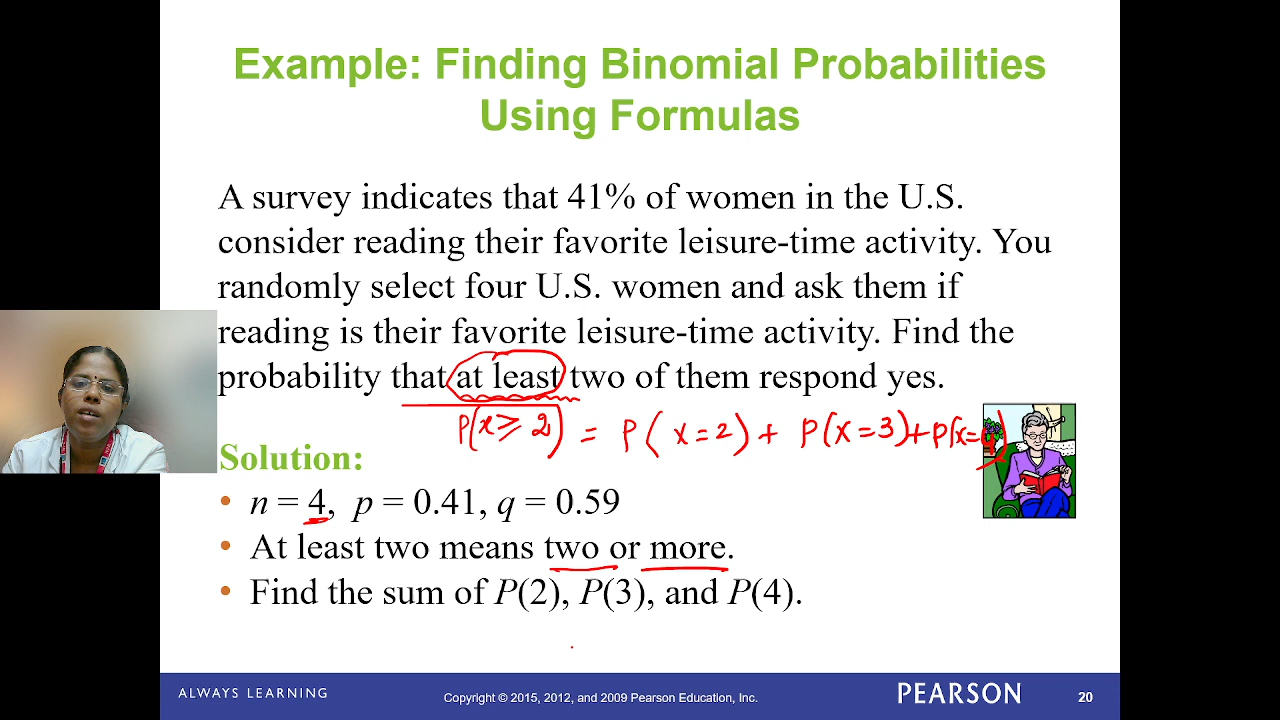 Example: Finding Binomial Probabilities
Using Formulas
A survey indicates that 41% of women in the U.S.
consider reading their favorite leisure-time activity. You
randomly select four U.S. women and ask them if
reading is their favorite leisure-time activity. Find the
probability that at least two of them respond yes.
P(x ≥ 2) = P(x=2) + P(x=3) + P(x=4)
Solution:
• n = 4, p = 0.41, q = 0.59
• At least two means two or more.
• Find the sum of P(2), P(3), and P(4).
ALWAYS LEARNING
Copyright © 2015, 2012, and 2009 Pearson Education, Inc.
PEARSON
20